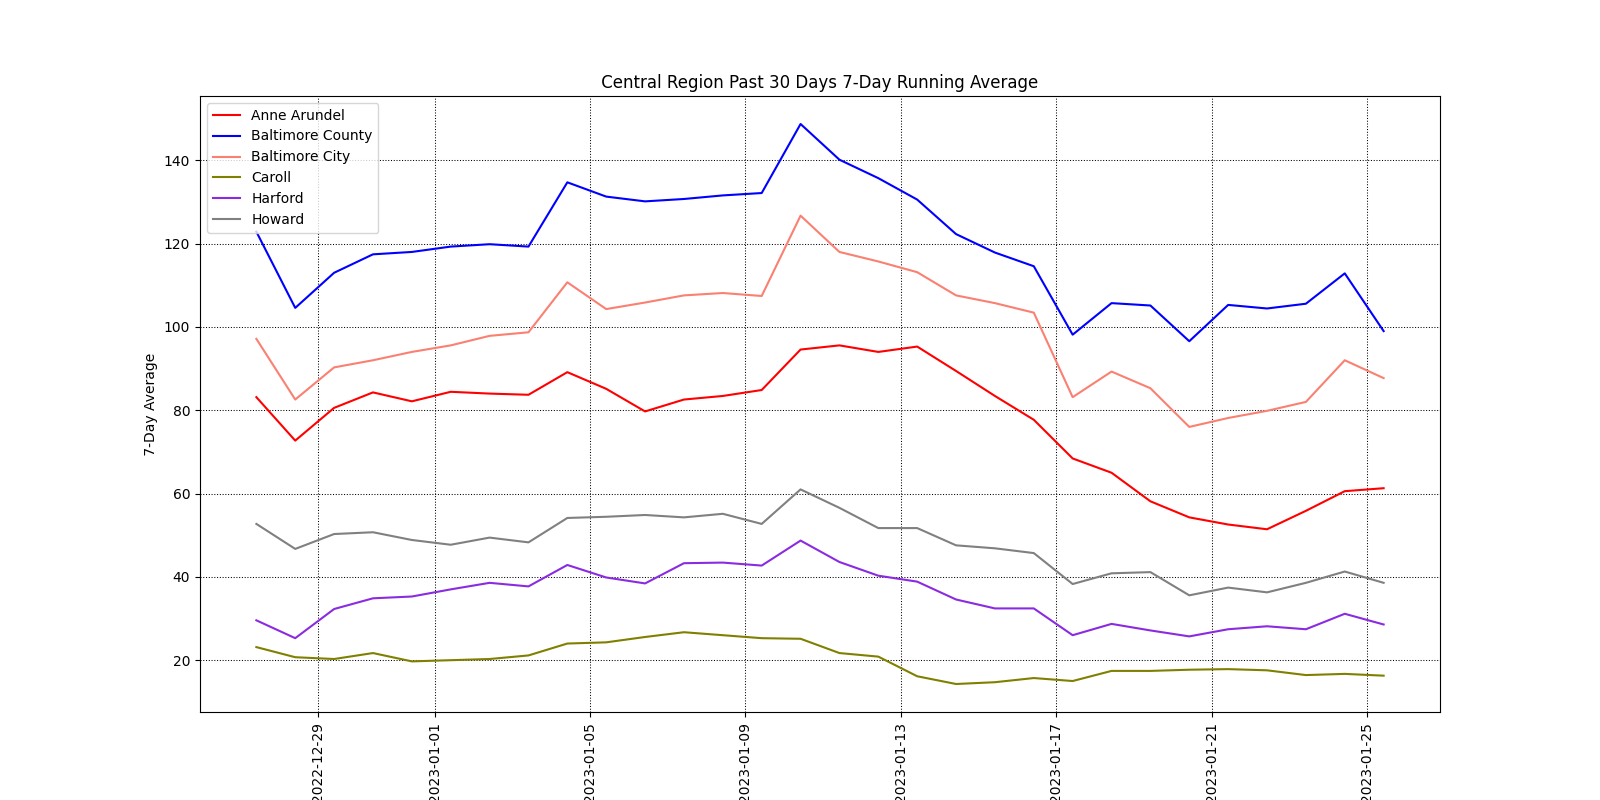 Central Region Past 30 Days 7-Day Running Average
Anne Arundel
Baltimore County
Baltimore City
Caroll
Harford
Howard
7-Day Average
140
120
100
80
60
40
20
2022-12-29
2023-01-01
2023-01-05
2023-01-09
2023-01-13
2023-01-17
2023-01-21
2023-01-25